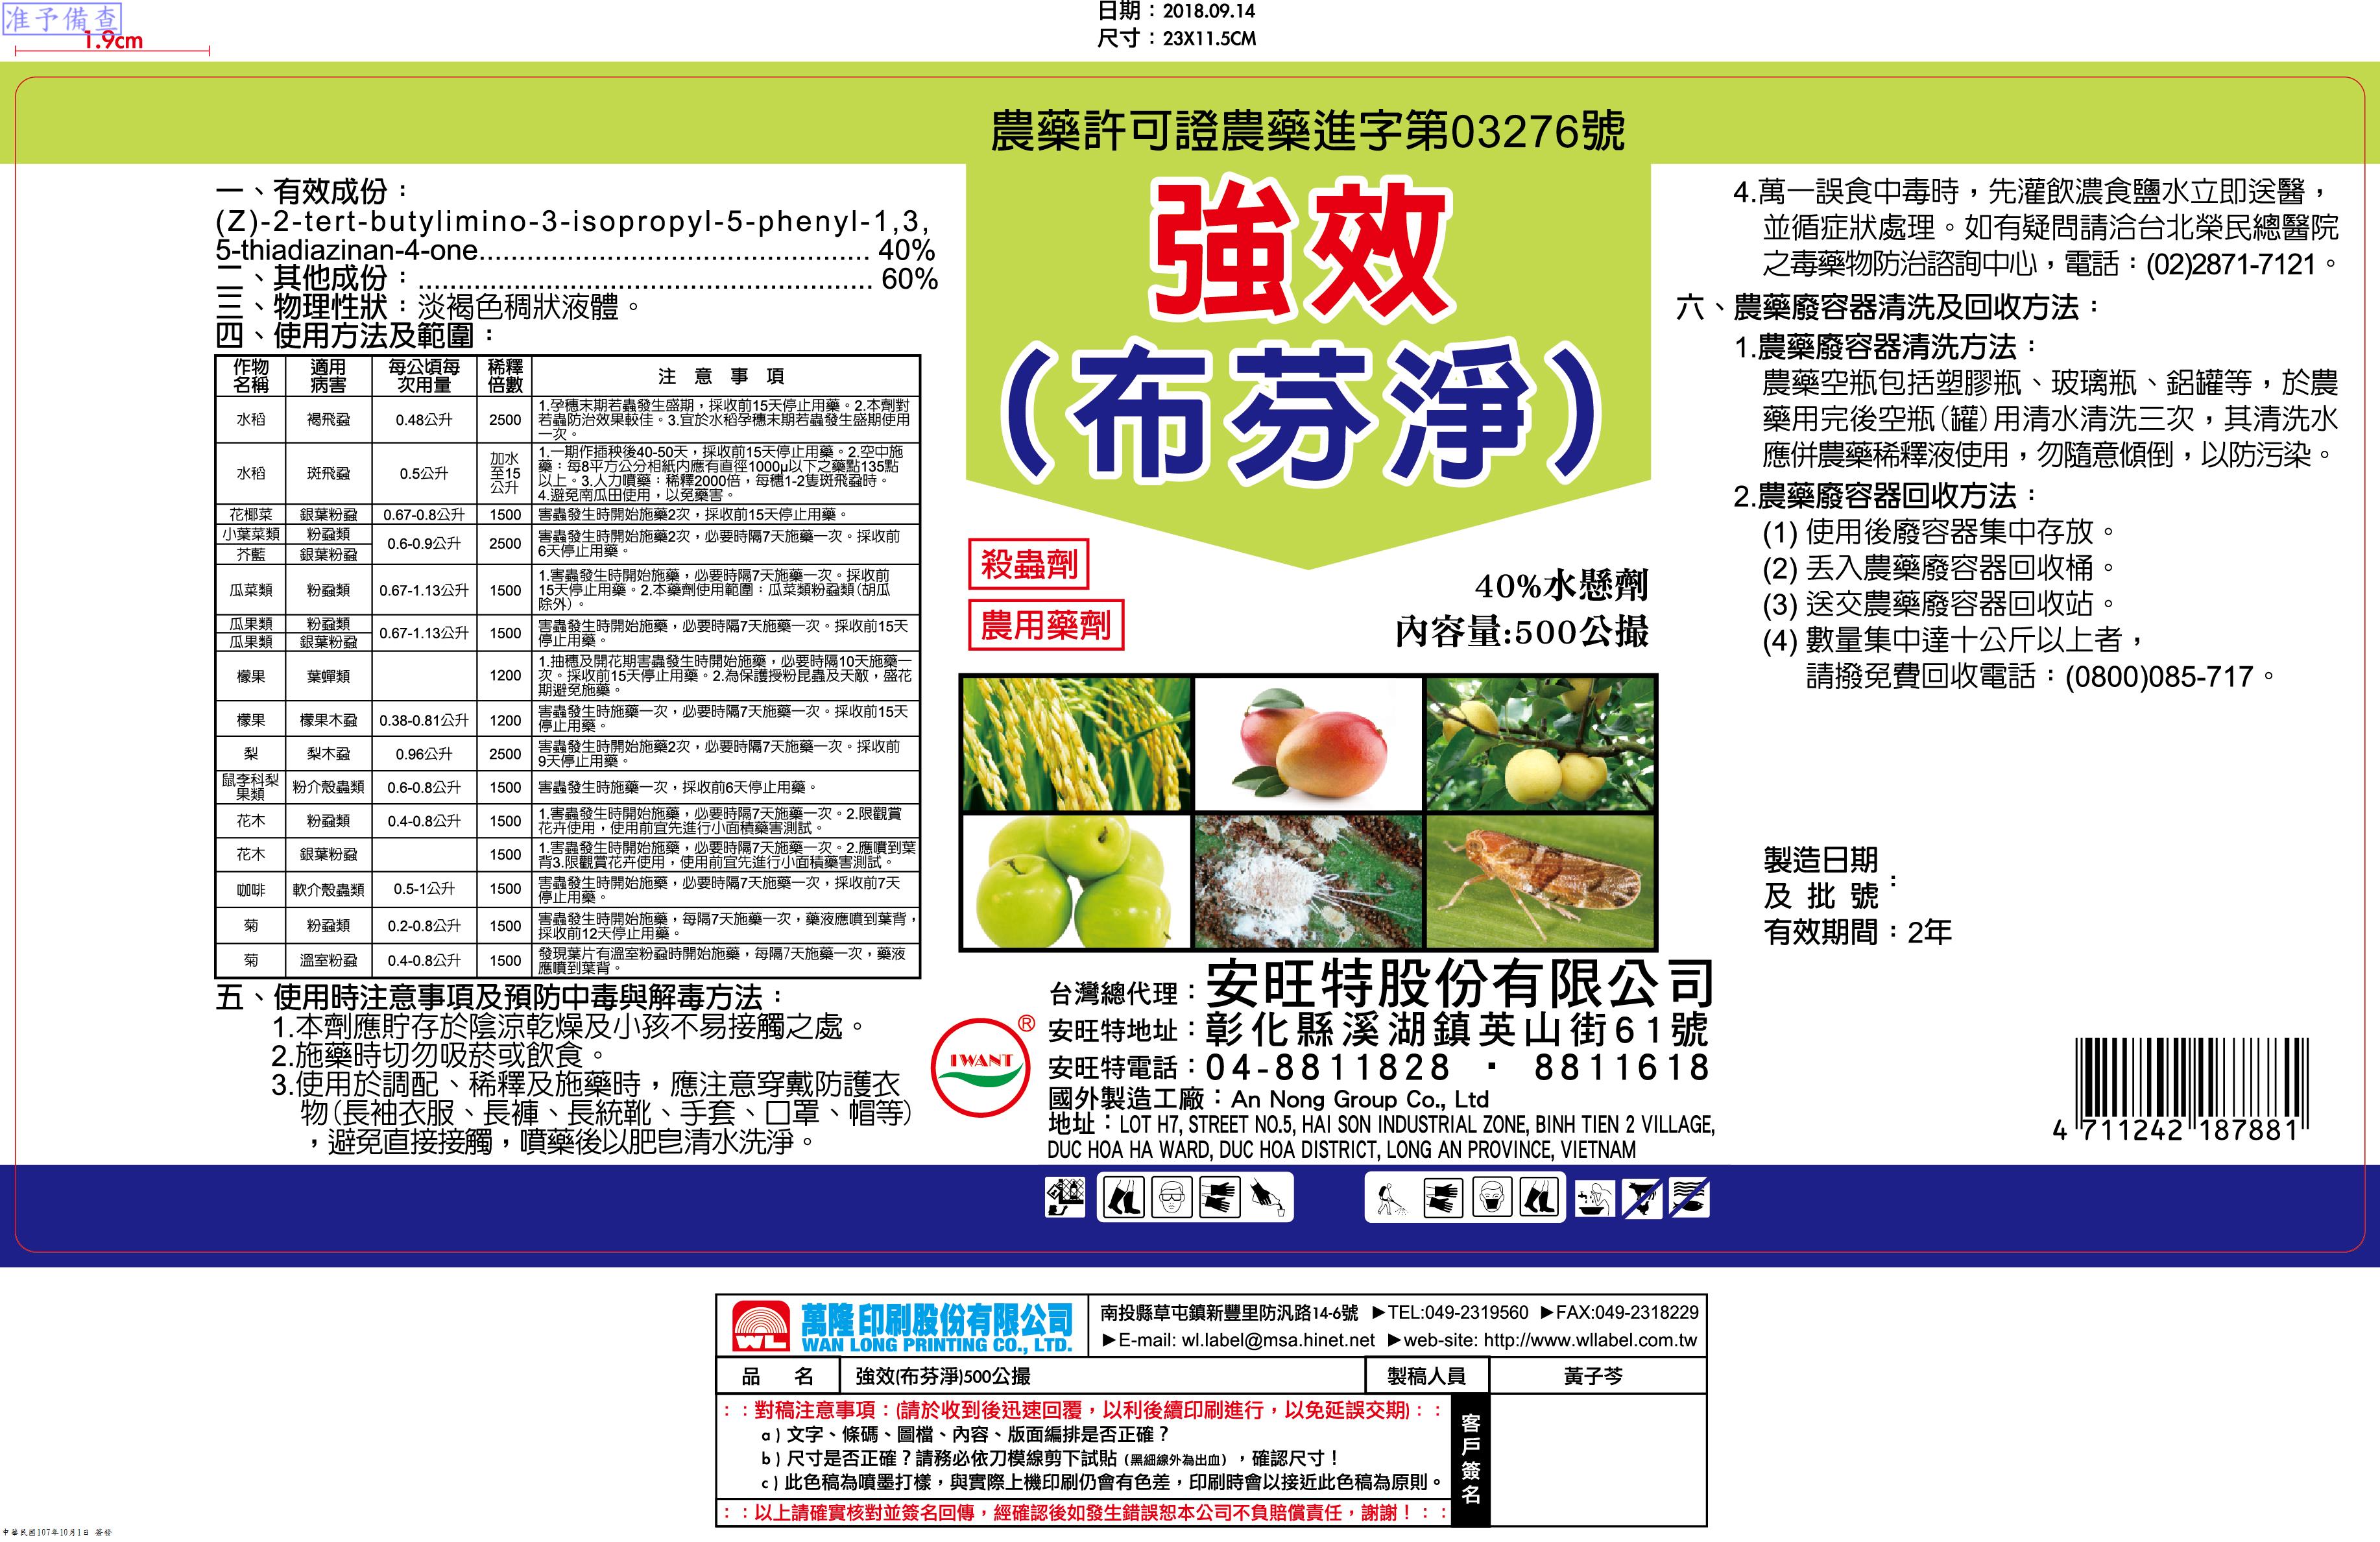 准予備查
1.9cm
日期：2018.09.14
尺寸：23X11.5CM
農藥許可證農藥進字第03276號
一、有效成份：
(Z)-2-tert-butylimino-3-isopropyl-5-phenyl-1,3,
5-thiadiazinan-4-one............................................... 40%
二、其他成份：....................................................... 60%
三、物理性狀：淡褐色稠狀液體。
四、使用方法及範圍：
作物名稱 適用病害 每公頃每次用量 稀釋倍數 注意事項
水稻 褐飛蝨 0.48公升 2500 1.孕穗末期若蟲發生盛期，採收前15天停止用藥。2.本劑對
若蟲防治效果較佳。3.宜於水稻孕穗末期若蟲發生盛期使用
一次。
水稻 斑飛蝨 0.5公升 加水至15公升 1.一期作插秧後40-50天，採收前15天停止用藥。2.空中施
藥：每8平方公分相紙內應有直徑1000μ以下之藥點135點
以上。3.人力噴藥：稀釋2000倍，每穗1-2隻斑飛蝨時。
4.避免南瓜田使用，以免藥害。
花椰菜 銀葉粉蝨 0.67-0.8公升 1500 害蟲發生時開始施藥2次，採收前15天停止用藥。
小葉菜類 粉蝨類 0.6-0.9公升 2500 害蟲發生時開始施藥2次，必要時隔7天施藥一次。採收前
芥藍 銀葉粉蝨 6天停止用藥。
瓜菜類 粉蝨類 0.67-1.13公升 1500 1.害蟲發生時開始施藥，必要時隔7天施藥一次。採收前
15天停止用藥。2.本藥劑使用範圍：瓜菜類粉蝨類(胡瓜
除外)。
瓜果類 粉蝨類 0.67-1.13公升 1500 害蟲發生時開始施藥，必要時隔7天施藥一次。採收前15天
瓜果類 銀葉粉蝨 停止用藥。
檬果 葉蟬類 1200 1.抽穗及開花期害蟲發生時開始施藥，必要時隔10天施藥一
次。採收前15天停止用藥。2.為保護授粉昆蟲及天敵，盛花
期避免施藥。
檬果 檬果木蝨 0.38-0.81公升 1200 害蟲發生時施藥一次，必要時隔7天施藥一次。採收前15天
停止用藥。
梨 梨木蝨 0.96公升 2500 害蟲發生時開始施藥2次，必要時隔7天施藥一次。採收前
9天停止用藥。
鼠李科梨果類 粉介殼蟲類 0.6-0.8公升 1500 害蟲發生時施藥一次，採收前6天停止用藥。
花木 粉蝨類 0.4-0.8公升 1500 1.害蟲發生時開始施藥，必要時隔7天施藥一次。2.限觀賞
花卉使用，使用前宜先進行小面積藥害測試。
花木 銀葉粉蝨 1500 1.害蟲發生時開始施藥，必要時隔7天施藥一次。2.應噴到葉
背3.限觀賞花卉使用，使用前宜先進行小面積藥害測試。
咖啡 軟介殼蟲類 0.5-1公升 1500 害蟲發生時開始施藥，必要時隔7天施藥一次，採收前7天
停止用藥。
菊 粉蝨類 0.2-0.8公升 1500 害蟲發生時開始施藥，每隔7天施藥一次，藥液應噴到葉背，
採收前12天停止用藥。
菊 溫室粉蝨 0.4-0.8公升 1500 發現葉片有溫室粉蝨時開始施藥，每隔7天施藥一次，藥液
應噴到葉背。
五、使用時注意事項及預防中毒與解毒方法：
1.本劑應貯存於陰涼乾燥及小孩不易接觸之處。
2.施藥時切勿吸菸或飲食。
3.使用於調配、稀釋及施藥時，應注意穿戴防護衣
物(長袖衣服、長褲、長統靴、手套、口罩、帽等)
，避免直接接觸，噴藥後以肥皂清水洗淨。
強效
(布芬淨)
殺蟲劑
農用藥劑
40%水懸劑
內容量:500公撮
IWANT ®
台灣總代理：安旺特股份有限公司
安旺特地址：彰化縣溪湖鎮英山街61號
安旺特電話：04-8811828 · 8811618
國外製造工廠：An Nong Group Co., Ltd
地址：LOT H7, STREET NO.5, HAI SON INDUSTRIAL ZONE, BINH TIEN 2 VILLAGE,
DUC HOA HA WARD, DUC HOA DISTRICT, LONG AN PROVINCE, VIETNAM
4.萬一誤食中毒時，先灌飲濃食鹽水立即送醫，
並循症狀處理。如有疑問請洽台北榮民總醫院
之毒藥物防治諮詢中心，電話：(02)2871-7121。
六、農藥廢容器清洗及回收方法：
1.農藥廢容器清洗方法：
農藥空瓶包括塑膠瓶、玻璃瓶、鋁罐等，於農
藥用完後空瓶(罐)用清水清洗三次，其清洗水
應併農藥稀釋液使用，勿隨意傾倒，以防污染。
2.農藥廢容器回收方法：
(1) 使用後廢容器集中存放。
(2) 丟入農藥廢容器回收桶。
(3) 送交農藥廢容器回收站。
(4) 數量集中達十公斤以上者，
請撥免費回收電話：(0800)085-717。
製造日期
及批號：
有效期間：2年
4 711242 187881
WL 萬隆印刷股份有限公司
WAN LONG PRINTING CO., LTD.
南投縣草屯鎮新豐里防汛路14-6號 ▶TEL:049-2319560 ▶FAX:049-2318229
▶E-mail: wl.label@msa.hinet.net ▶web-site: http://www.wllabel.com.tw
品名 強效(布芬淨)500公撮 製稿人員 黃子芩
：：對稿注意事項：(請於收到後迅速回覆，以利後續印刷進行，以免延誤交期)：：
a) 文字、條碼、圖檔、內容、版面編排是否正確？
b) 尺寸是否正確？請務必依刀模線剪下試貼（黑細線外為出血），確認尺寸！
c) 此色稿為噴墨打樣，與實際上機印刷仍會有色差，印刷時會以接近此色稿為原則。
：：以上請確實核對並簽名回傳，經確認後如發生錯誤恕本公司不負賠償責任，謝謝！：：
客戶簽名
中華民國107年10月1日 簽發